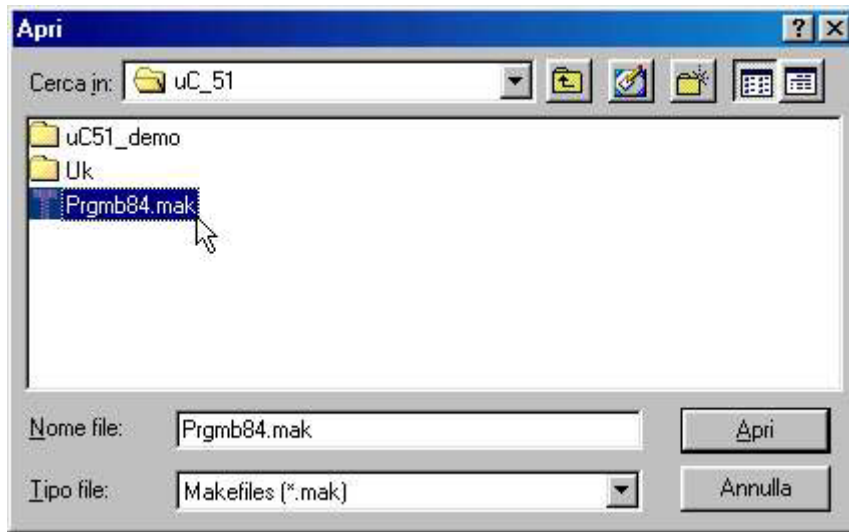 Apri
Cerca in: uC_51
uC51_demo
Uk
Prgmb84.mak
Nome file: Prgmb84.mak Apri
Tipo file: Makefiles (*.mak) Annulla